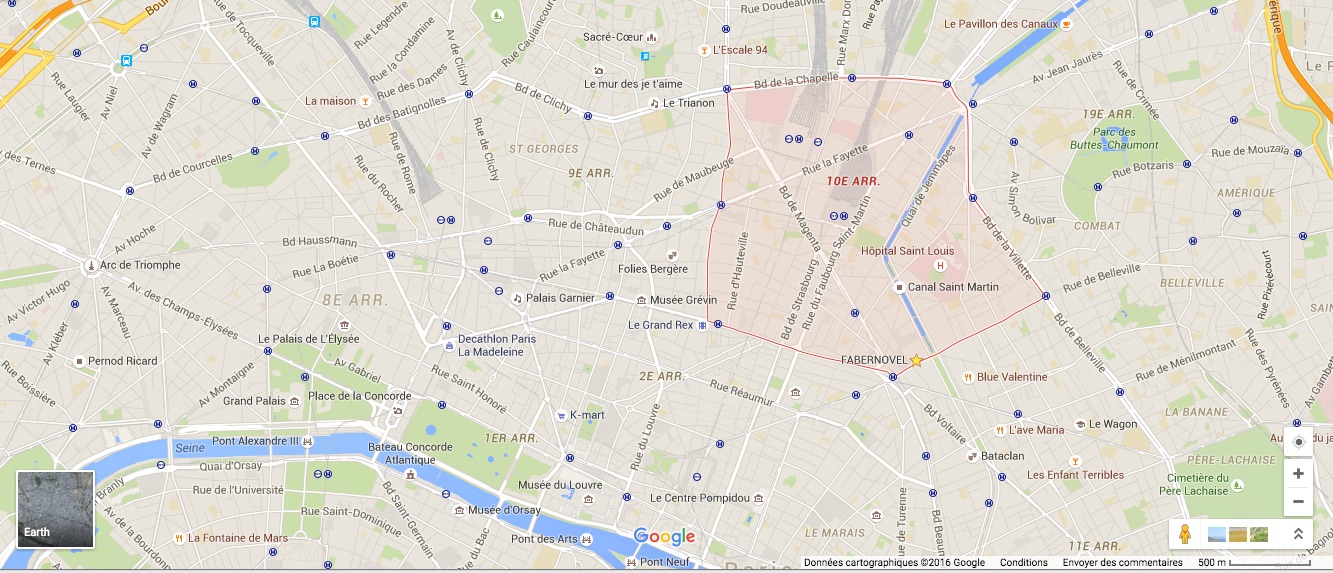 Boul
Rue de Tocqueville
Rue Legendre
Rue la Condamine
Av de Clichy
Rue Caulaincourt
Sacré-Cœur
Rue Doudeauville
Rue Marx Dor
Rue Pa
Le Pavillon des Canaux
érique
L'Escale 94
Av Jean Jaurès
Le F
Rue de Crimée
Rue Laugier
Av Niel
Av de Wagram
Rue des Dames
La maison
Bd des Batignolles
Bd de Clichy
Le mur des je t'aime
Le Trianon
Bd de la Chapelle
19E ARR.
Parc des
Buttes-Chaumont
Rue de Mouzaïa
Rue Botzaris
AMÉRIQUE
des Ternes
Bd de Courcelles
Rue de Rome
Rue de Clichy
ST GEORGES
9E ARR.
Rue de Maubeuge
Rue la Fayette
10E ARR.
Quai de Jemmapes
Av Simon Bolivar
COMBAT
Rue du Rocher
Rue de Châteaudun
Bd de Magenta
Rue du Faubourg Saint-Martin
Bd de la Villette
Av Hoche
Bd Haussmann
Rue La Boétie
Rue la Fayette
Folies Bergère
Rue d'Hauteville
Bd de Strasbourg
Hôpital Saint Louis
H
Canal Saint Martin
Rue de Belleville
BELLEVILLE
Rue Pixérécourt
Arc de Triomphe
Av Victor Hugo
Av Kléber
Av Marceau
Av des Champs-Élysées
8E ARR.
Palais Garnier
Musée Grévin
Le Grand Rex
SAIN
Le Palais de L'Élysée
Decathlon Paris
La Madeleine
FABERNOVEL
Bd de Belleville
Rue de Ménilmontant
Pernod Ricard
Av Montaigne
Av Gabriel
Rue Saint Honoré
2E ARR.
Rue Réaumur
Blue Valentine
Rue des Pyrénées
Av Gambe
Grand Palais
Place de la Concorde
K-mart
Rue du Louvre
Bd Voltaire
L'ave Maria
Le Wagon
LA BANANE
Seine
Pont Alexandre III
Bateau Concorde
Atlantique
1ER ARR.
Bataclan
Au
du ja
PÈRE-LACHAISE
Quai d'Orsay
Branly
Rue de l'Université
Bd Saint-Germain
Musée du Louvre
Le Centre Pompidou
Les Enfant Terribles
Cimetière du
Père Lachaise
Musée d'Orsay
Rue Saint-Dominique
Av de la Bourdon
La Fontaine de Mars
Rue du Bac
Pont des Arts
Pont Neuf
LE MARAIS
ue de Turenne
Bd Beaum
11E ARR.
Rue de Bagno
Paris
Earth
Google
Données cartographiques ©2016 Google
Conditions
Envoyer des commentaires
500 m